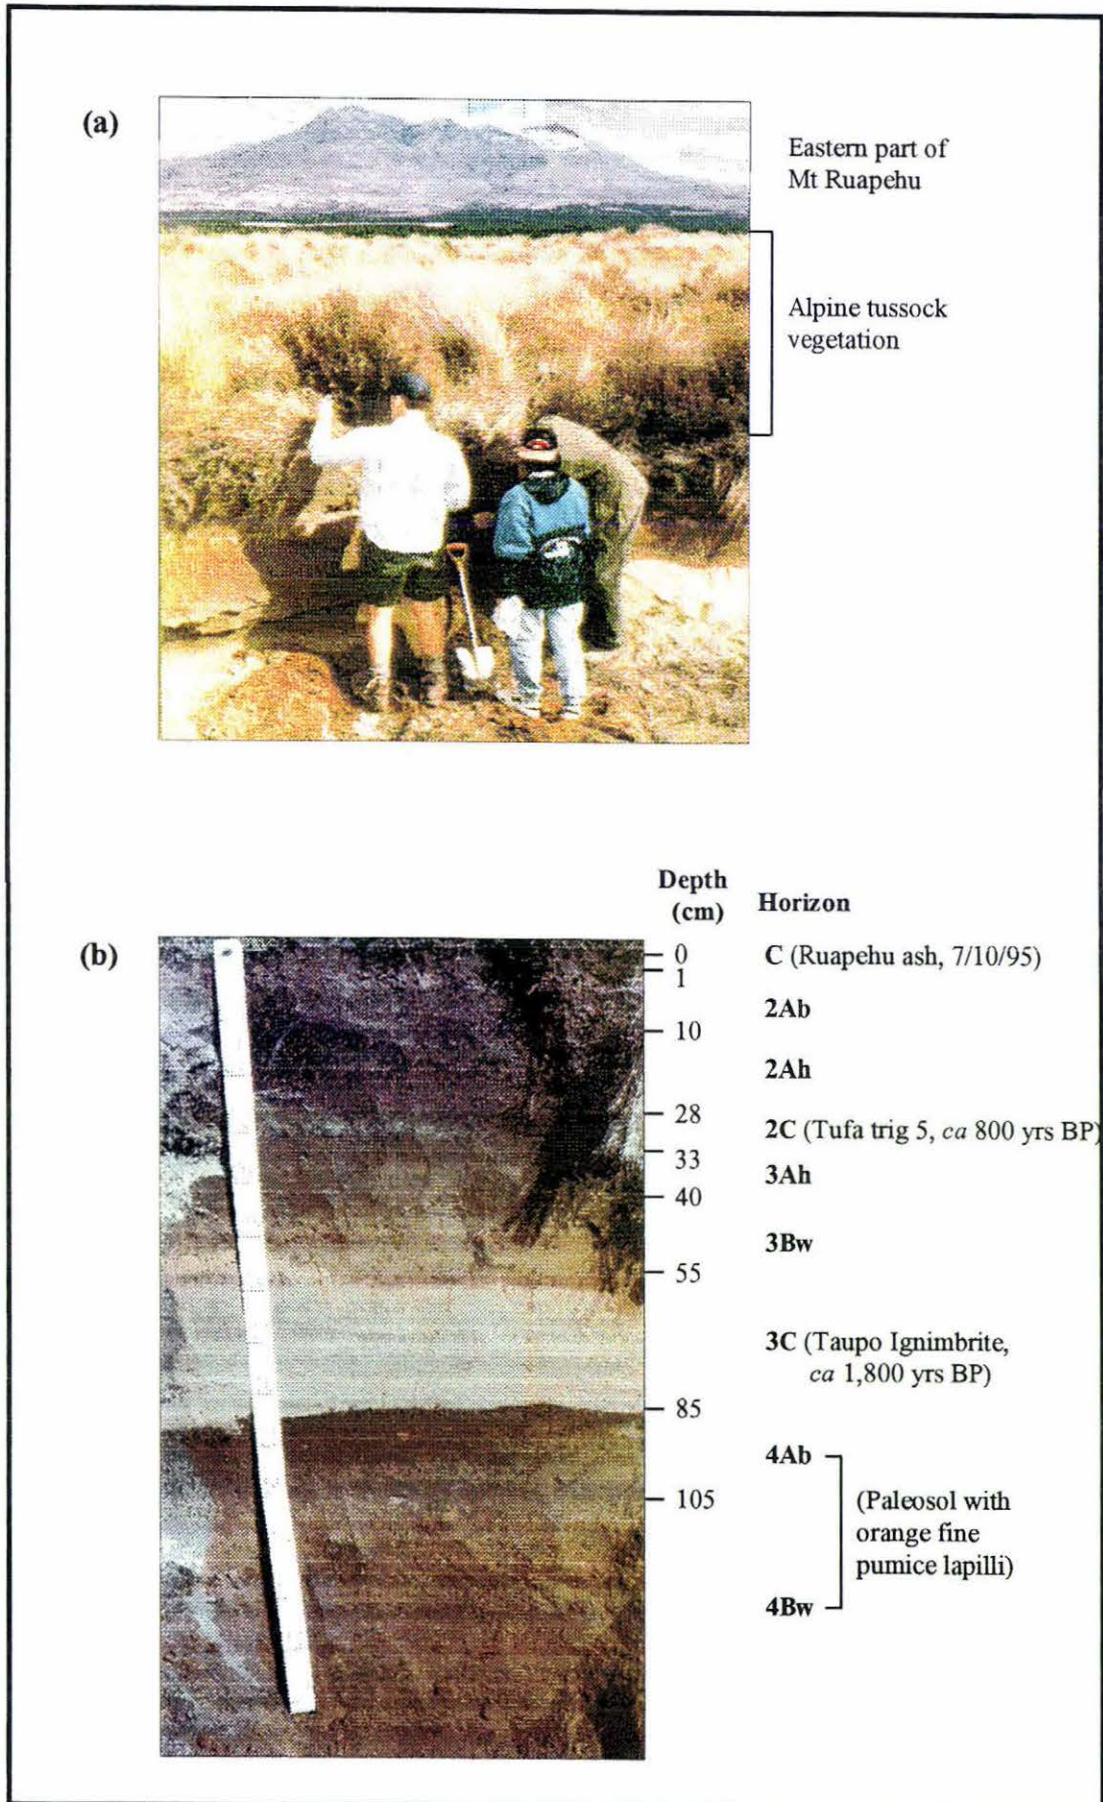 (a)
Eastern part of
Mt Ruapehu
Alpine tussock
vegetation
Depth
(cm)
Horizon
(b)
0
C (Ruapehu ash, 7/10/95)
1
2Ab
10
2Ah
28
2C (Tufa trig 5, ca 800 yrs BP)
33
3Ah
40
3Bw
55
3C (Taupo Ignimbrite,
ca 1,800 yrs BP)
85
4Ab
105
(Paleosol with
orange fine
pumice lapilli)
4Bw